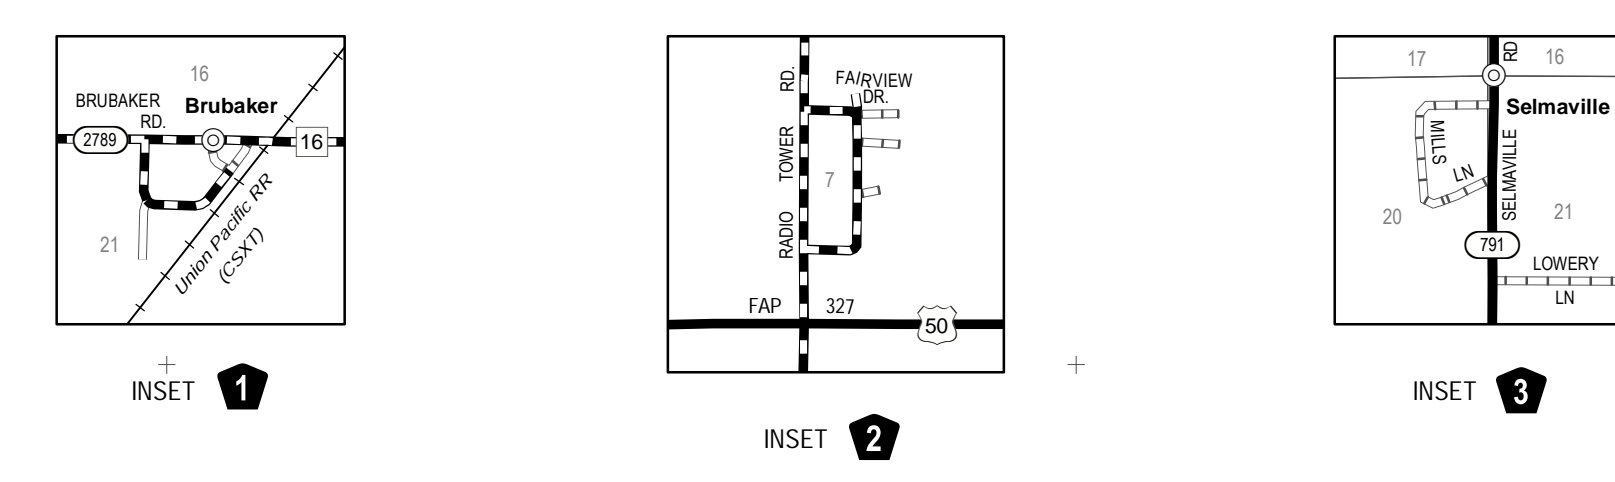 16
BRUBAKER
RD.
Brubaker
2789
16
21
Union Pacific RR
(CSXT)
INSET 1
RD.
FAIRVIEW
DR.
TOWER
7
RADIO
FAP 327
50
INSET 2
17
RD
16
Selmaville
MILLS
LN
SELMAVILLE
20
21
791
LOWERY
LN
INSET 3